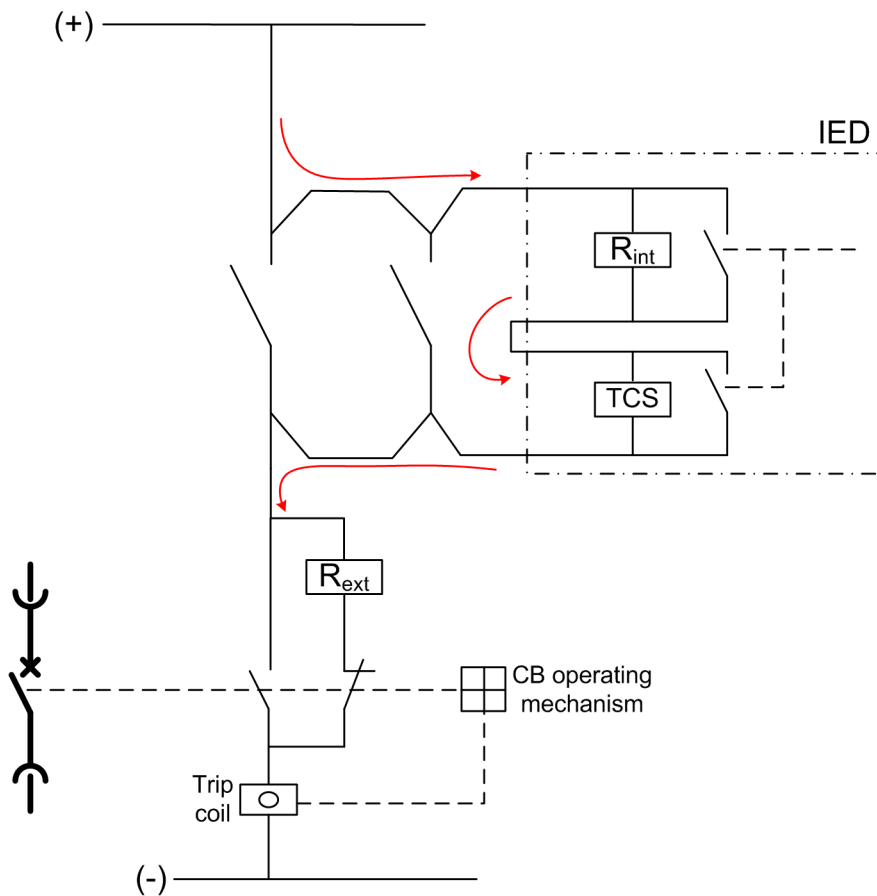 (+)
IED
Rint
TCS
Rext
CB operating
mechanism
Trip
coil
(-)